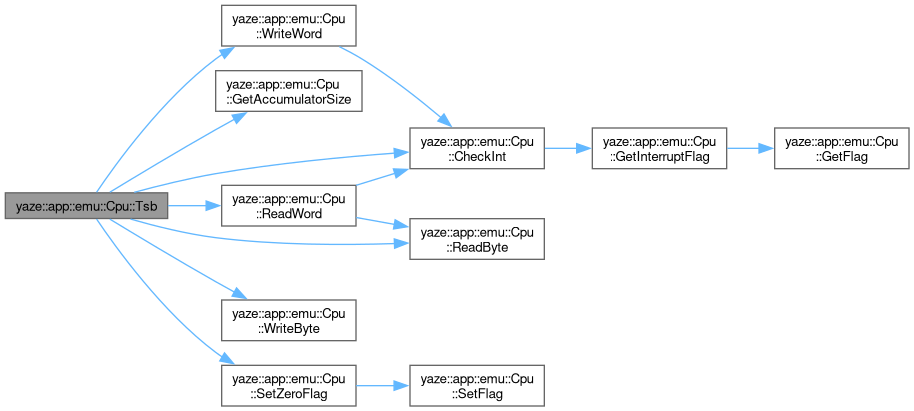 yaze::app::emu::Cpu::Tsb
yaze::app::emu::Cpu
::WriteWord
yaze::app::emu::Cpu
::GetAccumulatorSize
yaze::app::emu::Cpu
::CheckInt
yaze::app::emu::Cpu
::GetInterruptFlag
yaze::app::emu::Cpu
::GetFlag
yaze::app::emu::Cpu
::ReadWord
yaze::app::emu::Cpu
::ReadByte
yaze::app::emu::Cpu
::WriteByte
yaze::app::emu::Cpu
::SetZeroFlag
yaze::app::emu::Cpu
::SetFlag